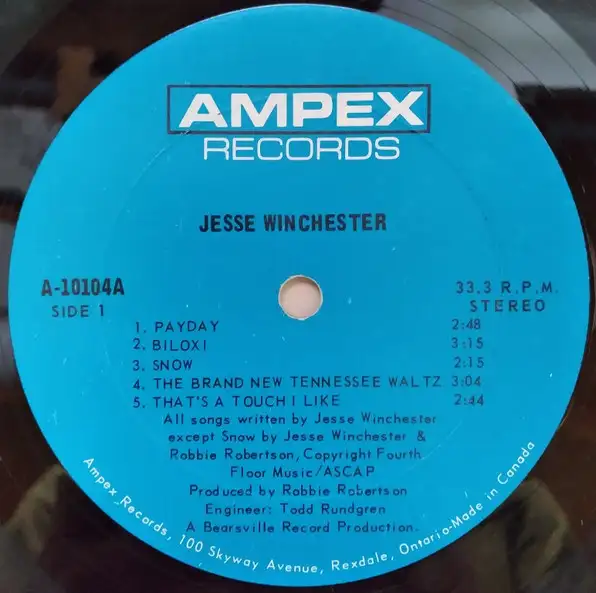 AMPEX
RECORDS
JESSE WINCHESTER
A-10104A
SIDE 1
33.3 R.P.M.
STEREO
1. PAYDAY 2:48
2. BILOXI 3:15
3. SNOW 2:15
4. THE BRAND NEW TENNESSEE WALTZ 3:04
5. THAT'S A TOUCH I LIKE 2:44
All songs written by Jesse Winchester
except Snow by Jesse Winchester &
Robbie Robertson, Copyright Fourth
Floor Music/ASCAP
Produced by Robbie Robertson
Engineer: Todd Rundgren
A Bearsville Record Production.
Ampex Records, 100 Skyway Avenue, Rexdale, Ontario-Made in Canada